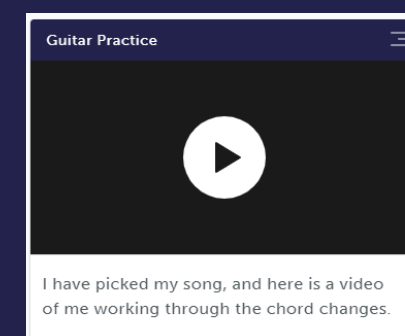 Guitar Practice
I have picked my song, and here is a video
of me working through the chord changes.